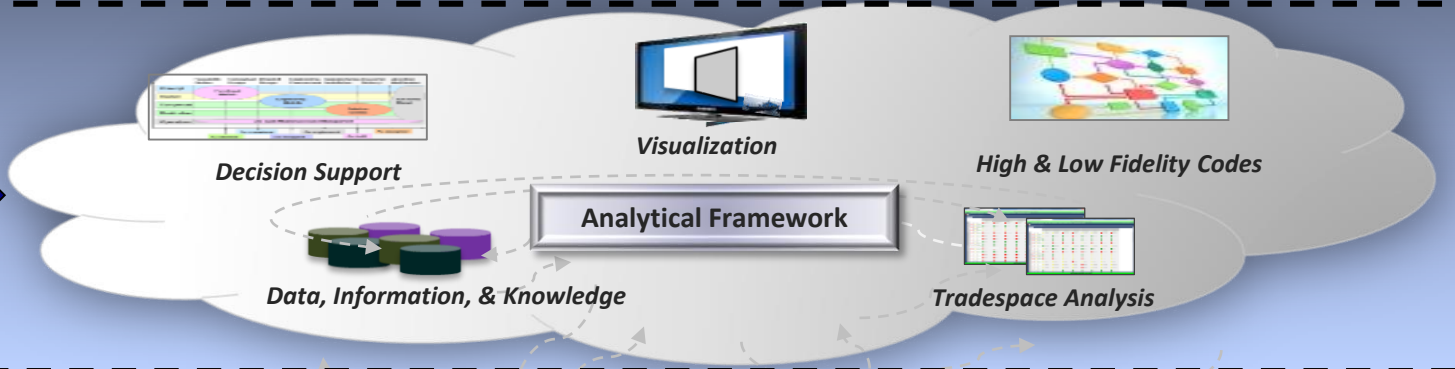 Visualization
Decision Support
High & Low Fidelity Codes
Analytical Framework
Data, Information, & Knowledge
Tradespace Analysis